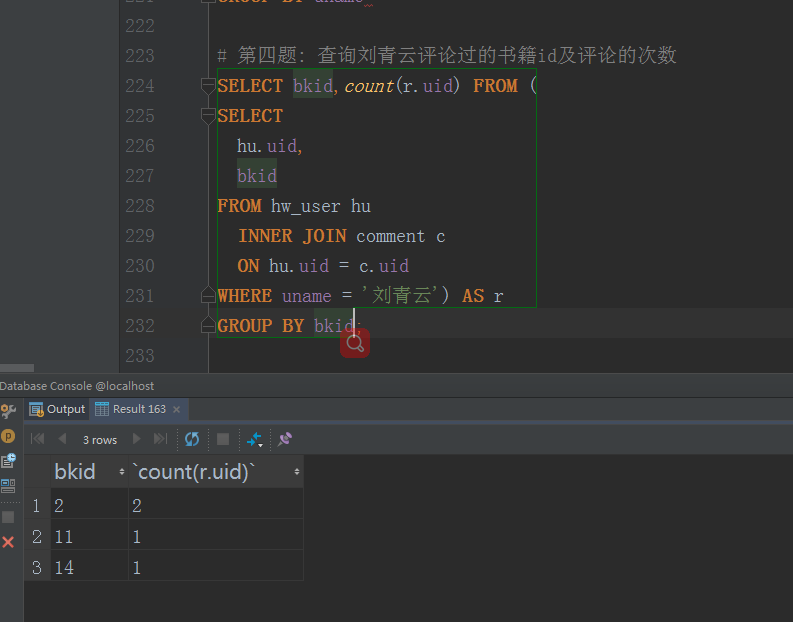 GROUP BY uname
222
223 # 第四题: 查询刘青云评论过的书籍id及评论的次数
224 SELECT bkid,count(r.uid) FROM (
225 SELECT
226 hu.uid,
227 bkid
228 FROM hw_user hu
229 INNER JOIN comment c
230 ON hu.uid = c.uid
231 WHERE uname = '刘青云') AS r
232 GROUP BY bkid;
233
Database Console @localhost
Output Result 163
3 rows
bkid `count(r.uid)`
1 2 2
2 11 1
3 14 1